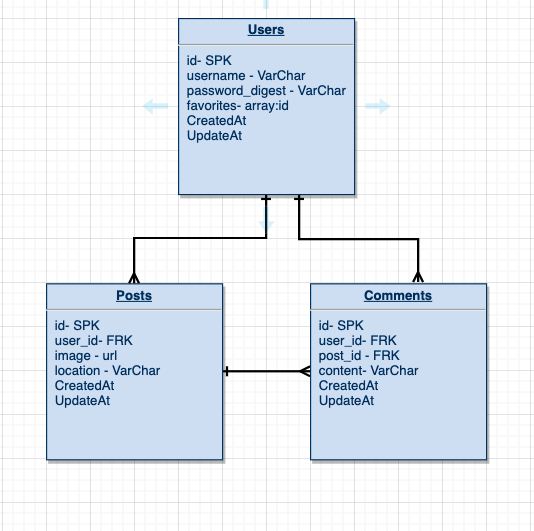 Users
id- SPK
username - VarChar
password_digest - VarChar
favorites- array:id
CreatedAt
UpdateAt
Posts
id- SPK
user_id- FRK
image - url
location - VarChar
CreatedAt
UpdateAt
Comments
id- SPK
user_id- FRK
post_id - FRK
content- VarChar
CreatedAt
UpdateAt